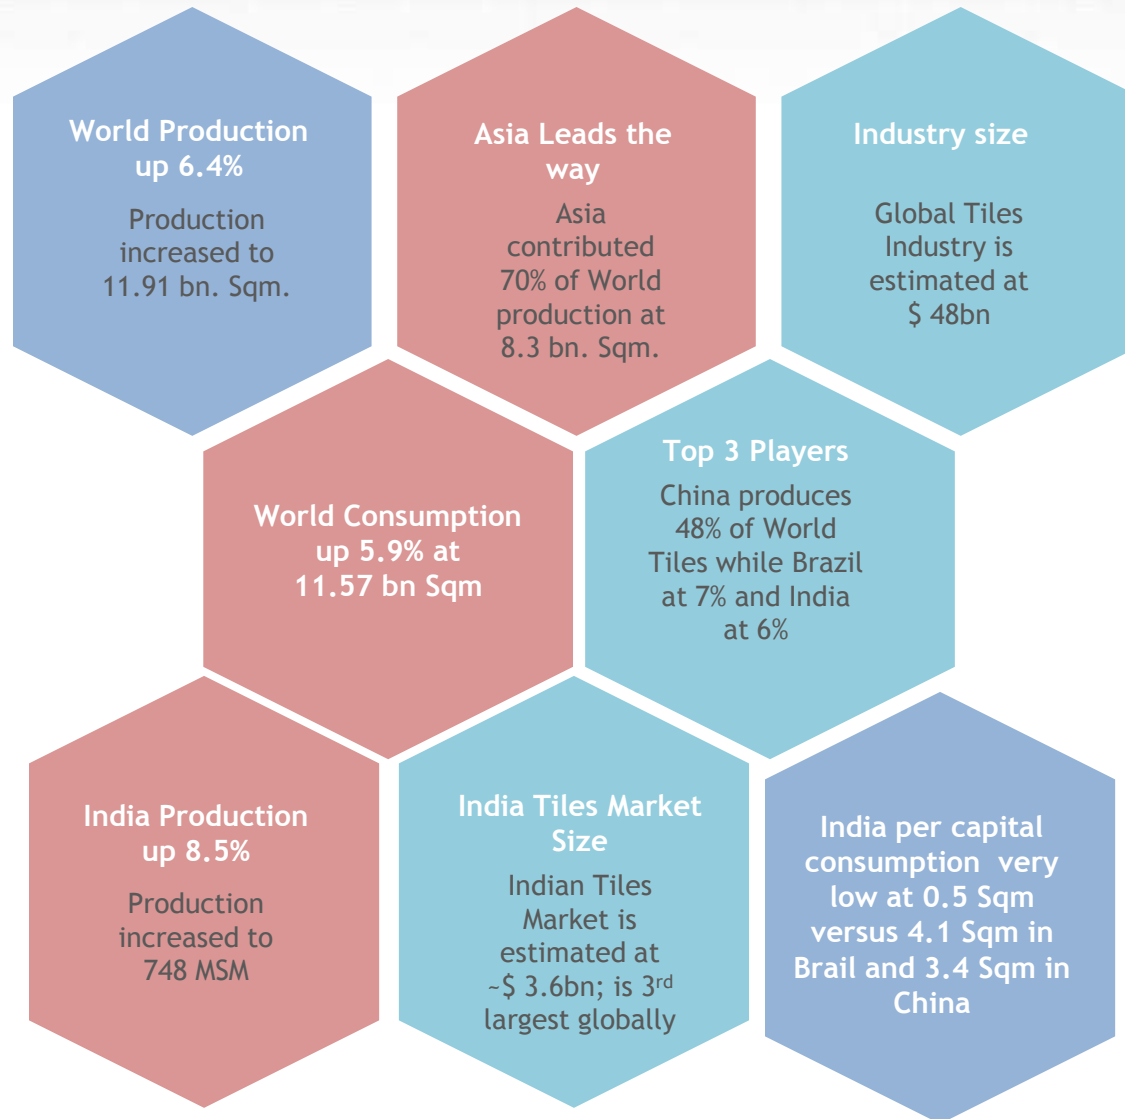 World Production
up 6.4%
Production
increased to
11.91 bn. Sqm.
Asia Leads the
way
Asia
contributed
70% of World
production at
8.3 bn. Sqm.
Industry size
Global Tiles
Industry is
estimated at
$ 48bn
World Consumption
up 5.9% at
11.57 bn Sqm
Top 3 Players
China produces
48% of World
Tiles while Brazil
at 7% and India
at 6%
India Production
up 8.5%
Production
increased to
748 MSM
India Tiles Market
Size
Indian Tiles
Market is
estimated at
~$ 3.6bn; is 3rd
largest globally
India per capital
consumption  very
low at 0.5 Sqm
versus 4.1 Sqm in
Brail and 3.4 Sqm in
China